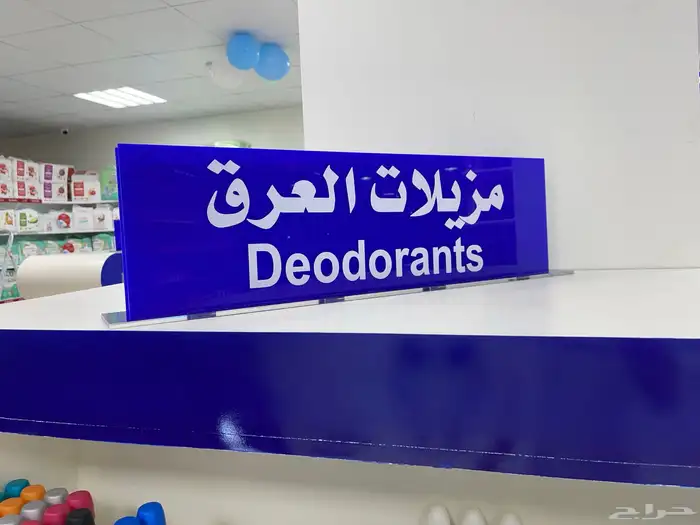 مزيلات العرق
Deodorants
حراج